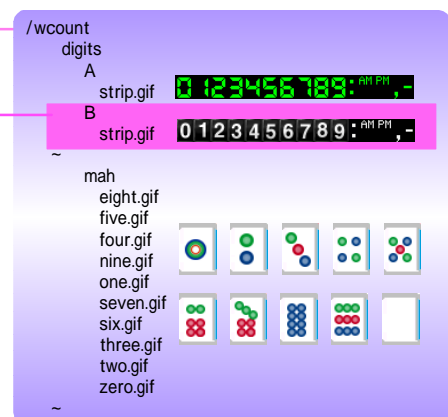 /wcount
digits
A
strip.gif 0123456789:AM PM,-
B
strip.gif 0123456789:AM PM,-
~
mah
eight.gif
five.gif
four.gif
nine.gif
one.gif
seven.gif
six.gif
three.gif
two.gif
zero.gif
~